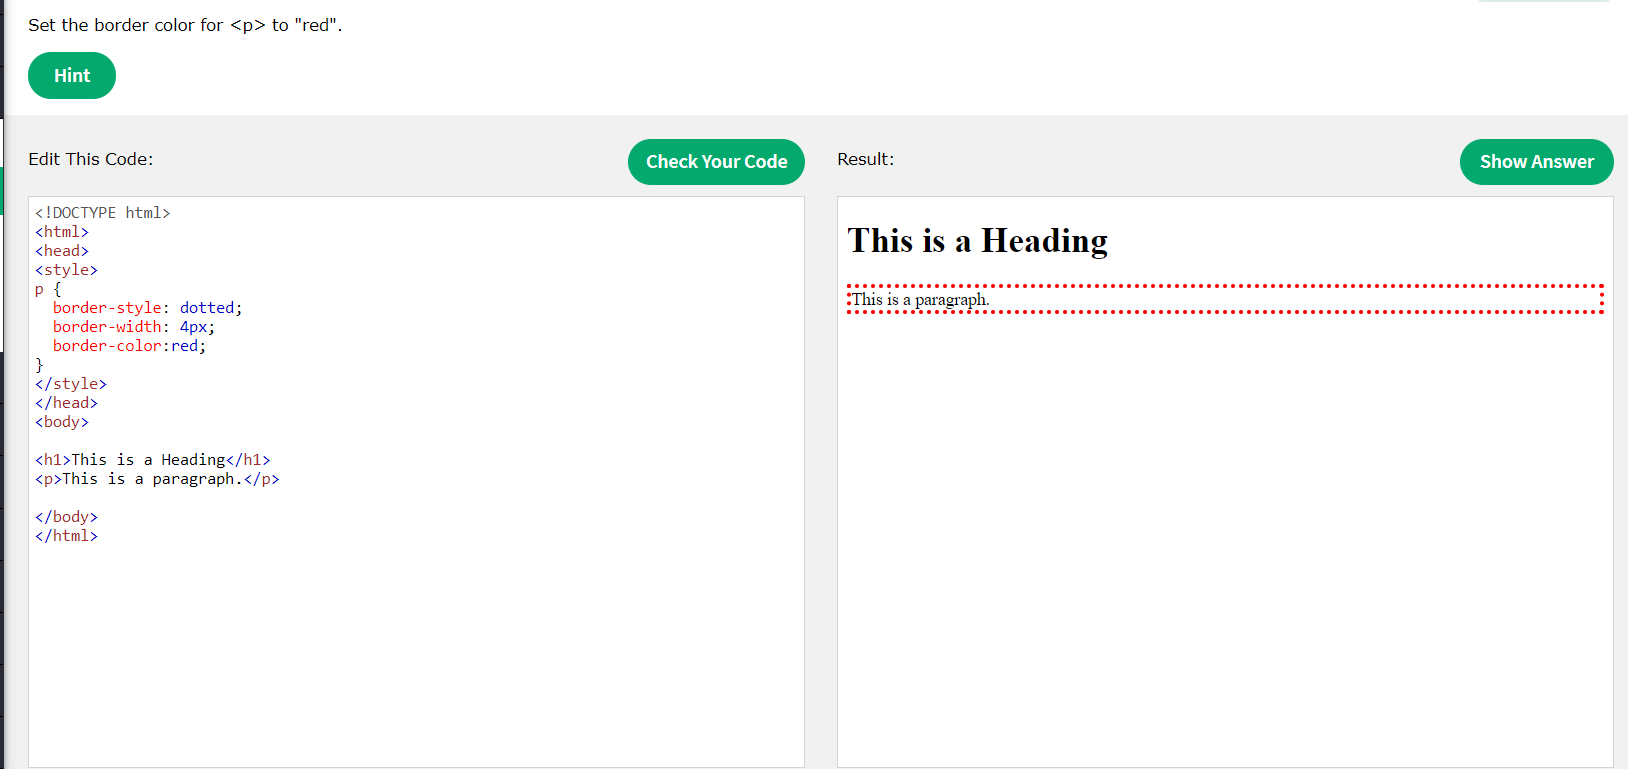 Set the border color for <p> to "red".
Hint
Edit This Code:
Check Your Code
Result:
Show Answer
<!DOCTYPE html>
<html>
<head>
<style>
p {
  border-style: dotted;
  border-width: 4px;
  border-color:red;
}
</style>
</head>
<body>

<h1>This is a Heading</h1>
<p>This is a paragraph.</p>

</body>
</html>
This is a Heading
This is a paragraph.